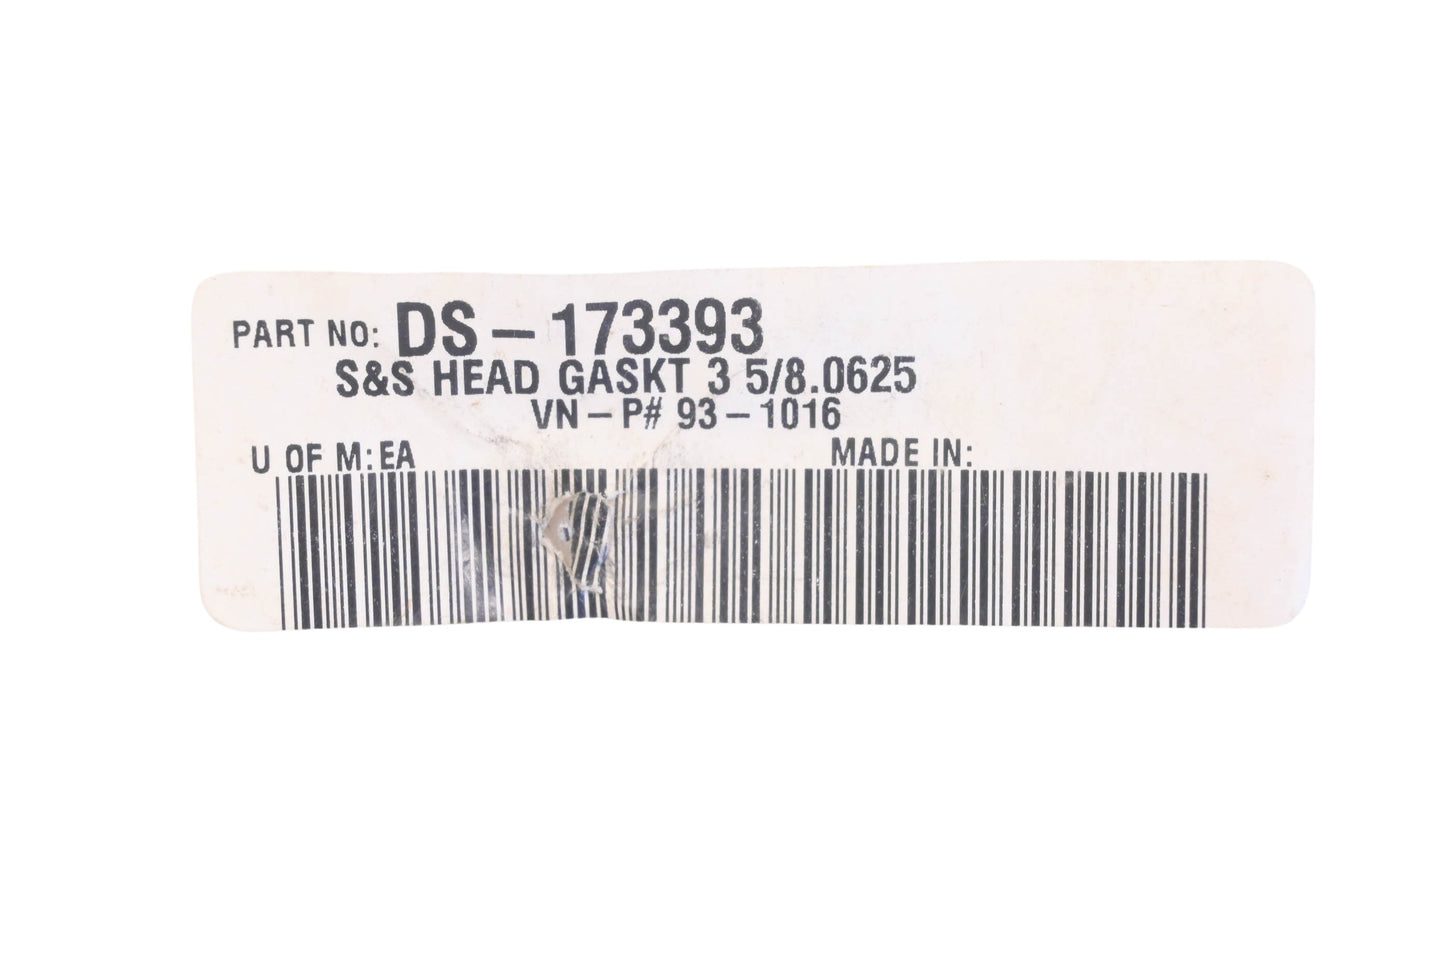 PART NO: DS-173393
S&S HEAD GASKT 3 5/8.0625
VN-P# 93-1016
U OF M:EA MADE IN: